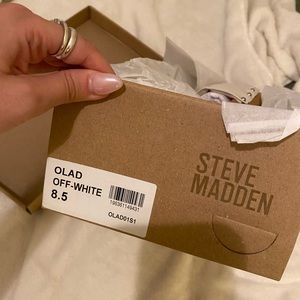 OLAD
OFF-WHITE
8.5
OLAD01S1
STEVE
MADDEN